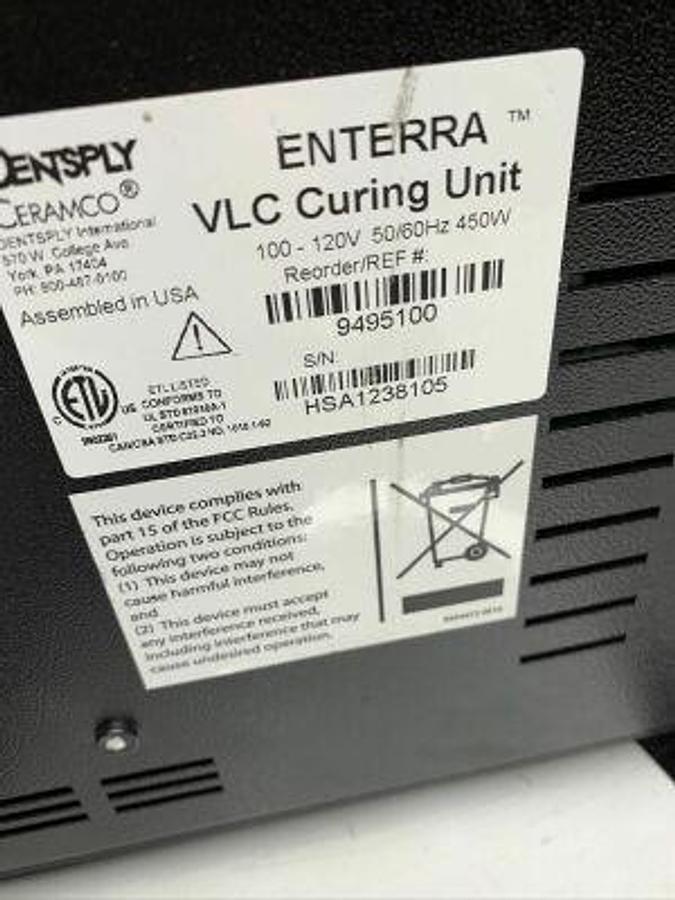 DENTSPLY
CERAMCO®
DENTSPLY International
570 W. College Ave
York, PA 17404
PH: 800-487-0100
Assembled in USA
ENTERRA ™
VLC Curing Unit
100 - 120V 50/60Hz 450W
Reorder/REF #:
9495100
S/N:
HSA1238105
ETL
C US
ETL LISTED
CONFORMS TO
CERTIFIED TO
This device complies with
part 15 of the FCC Rules.
Operation is subject to the
following two conditions:
(1) This device may not
cause harmful interference,
and
(2) This device must accept
any interference received,
including interference that may
cause undesired operation.